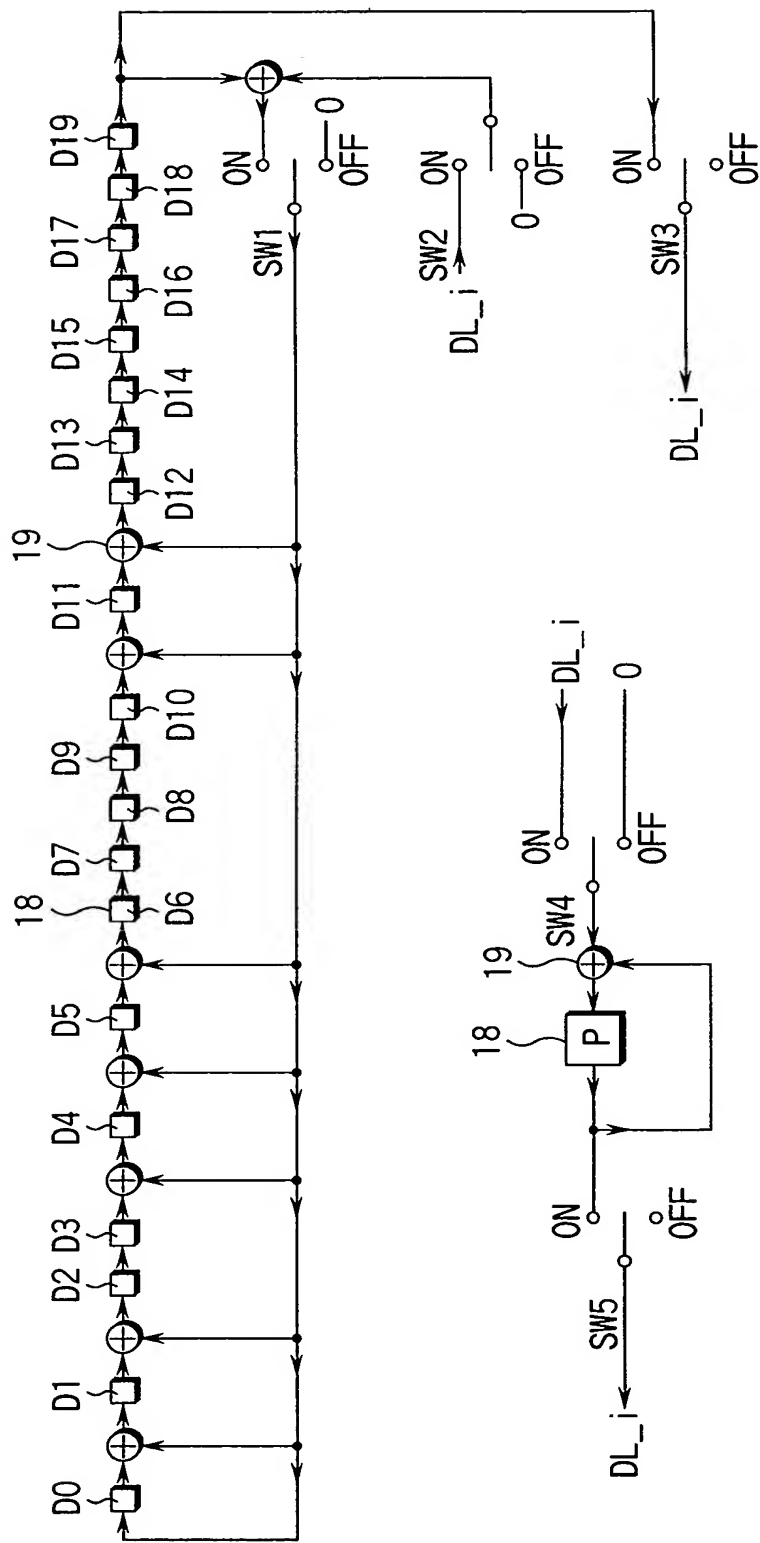 D0
D1
D2
D3
D4
D5
18
D6
D7
D8
D9
D10
D11
19
D12
D13
D14
D15
D16
D17
D18
D19
ON
0
OFF
SW1
ON
SW2
DL_i
0
OFF
ON
SW3
OFF
DL_i
DL_i
ON
0
OFF
SW4
19
18
P
ON
OFF
SW5
DL_i